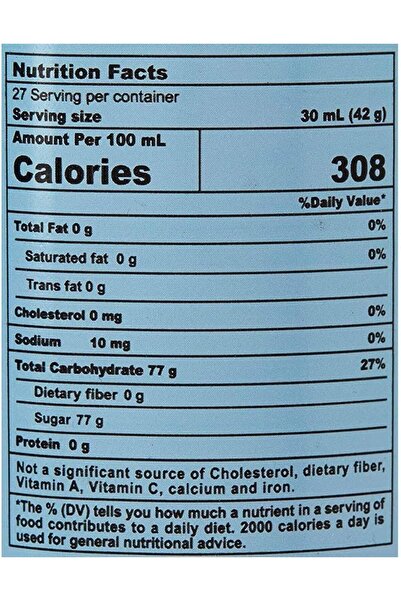 Nutrition Facts
27 Serving per container
Serving size 30 mL (42 g)
Amount Per 100 mL
Calories 308
%Daily Value*
Total Fat 0 g 0%
Saturated fat 0 g 0%
Trans fat 0 g
Cholesterol 0 mg 0%
Sodium 10 mg 0%
Total Carbohydrate 77 g 27%
Dietary fiber 0 g
Sugar 77 g
Protein 0 g
Not a significant source of Cholesterol, dietary fiber,
Vitamin A, Vitamin C, calcium and iron.
*The % (DV) tells you how much a nutrient in a serving of
food contributes to a daily diet. 2000 calories a day is
used for general nutritional advice.